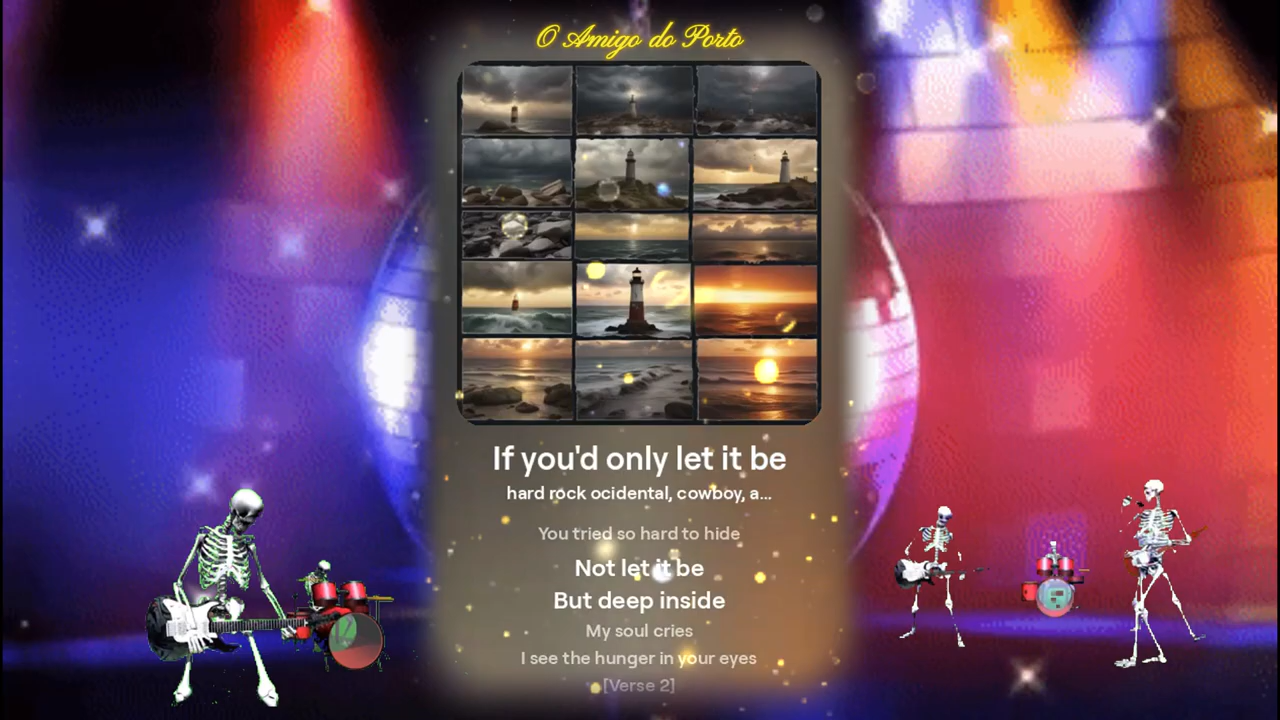 O Amigo do Porto
If you'd only let it be
hard rock ocidental, cowboy, a...
You tried so hard to hide
Not let it be
But deep inside
My soul cries
I see the hunger in your eyes
[Verse 2]